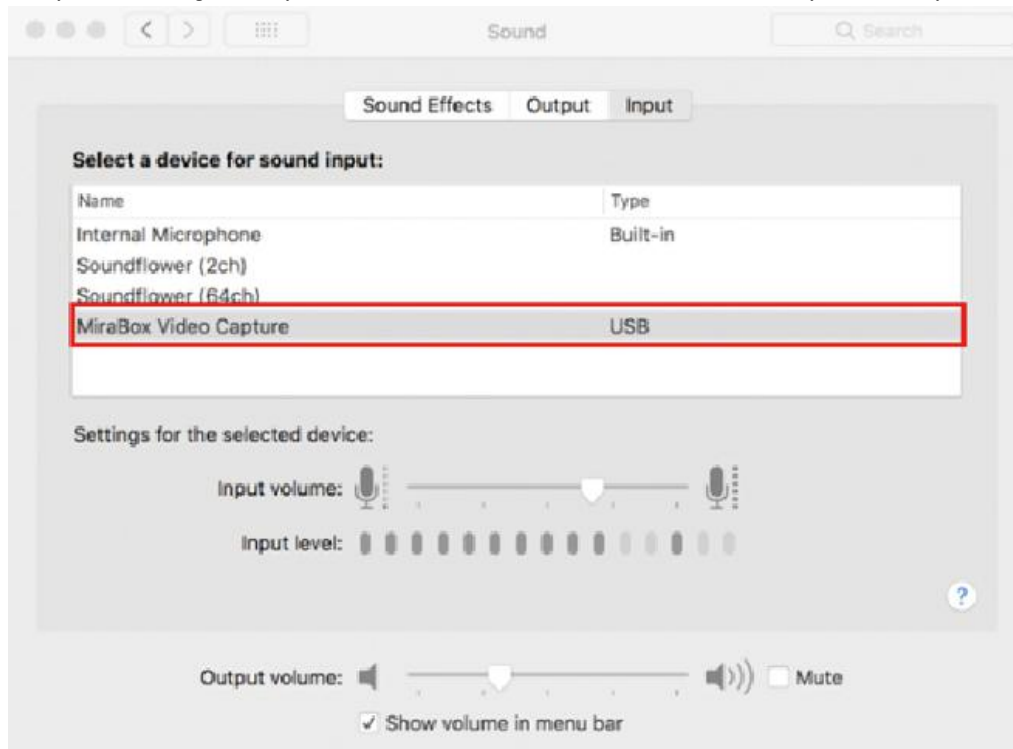 Sound
Search
Sound Effects Output Input
Select a device for sound input:
Name Type
Internal Microphone Built-in
Soundflower (2ch)
Soundflower (64ch)
MiraBox Video Capture USB
Settings for the selected device:
Input volume:
Input level:
?
Output volume: Mute
Show volume in menu bar